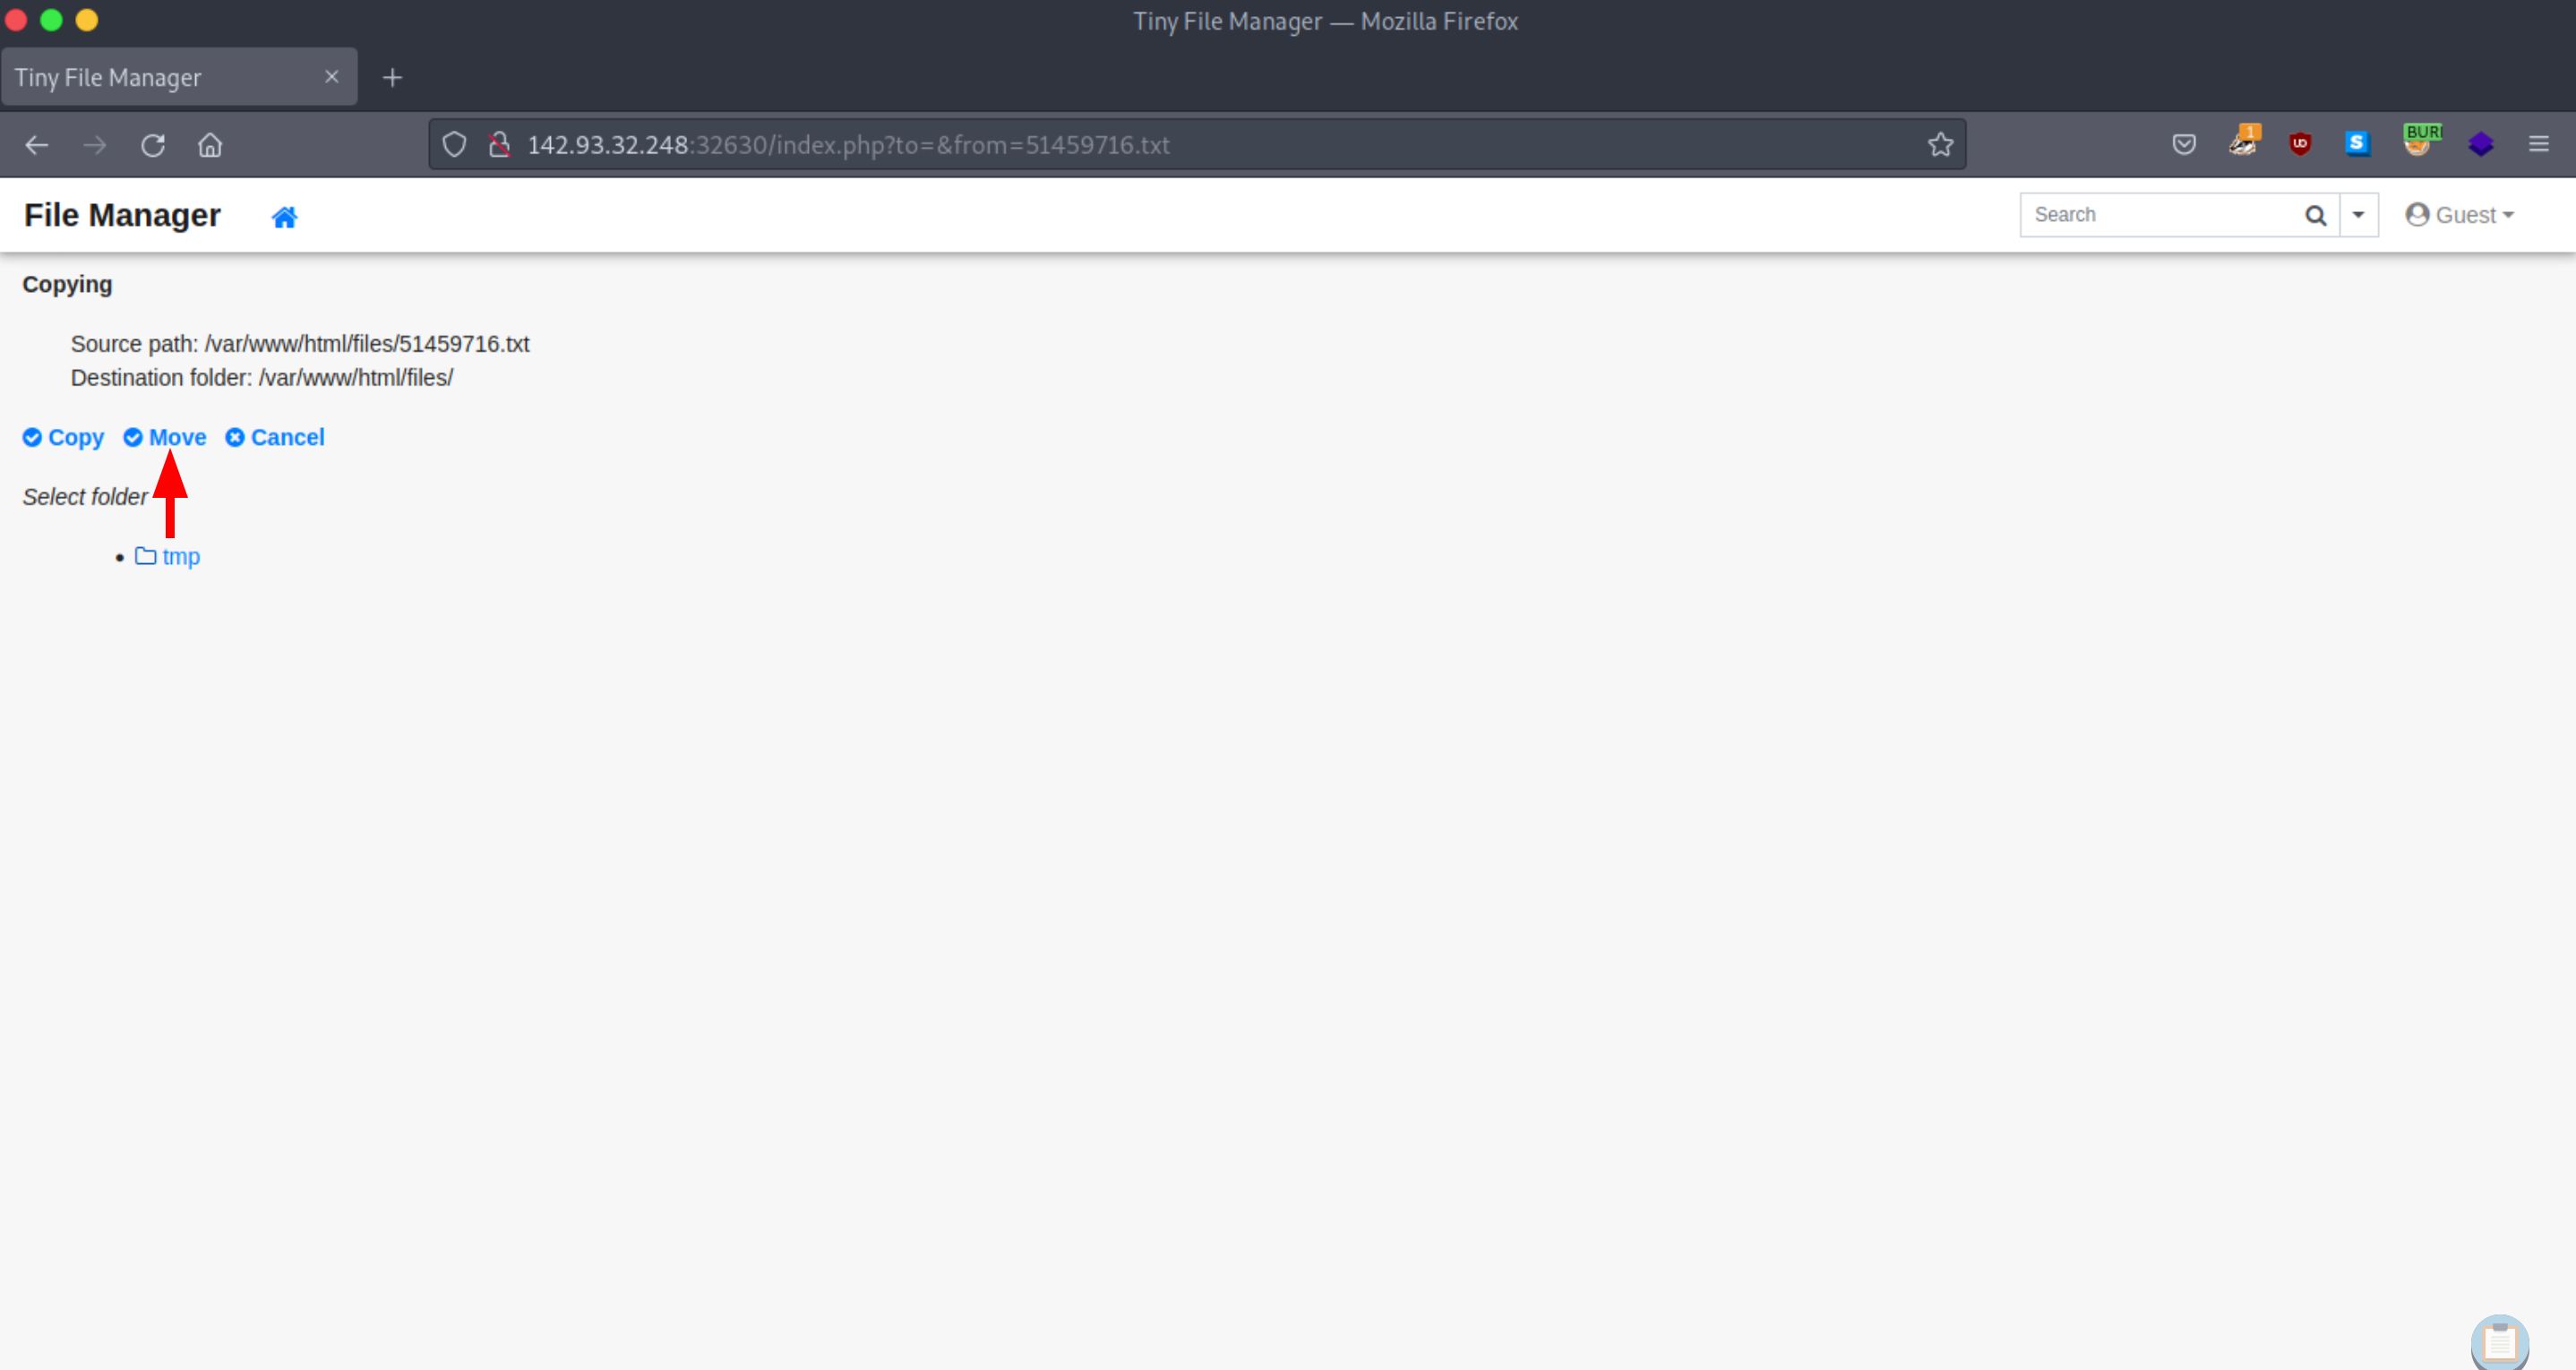 Tiny File Manager — Mozilla Firefox
Tiny File Manager
142.93.32.248:32630/index.php?to=&from=51459716.txt
1
UD
S
BUR
File Manager
Search
Guest
Copying
Source path: /var/www/html/files/51459716.txt
Destination folder: /var/www/html/files/
Copy Move Cancel
Select folder
tmp